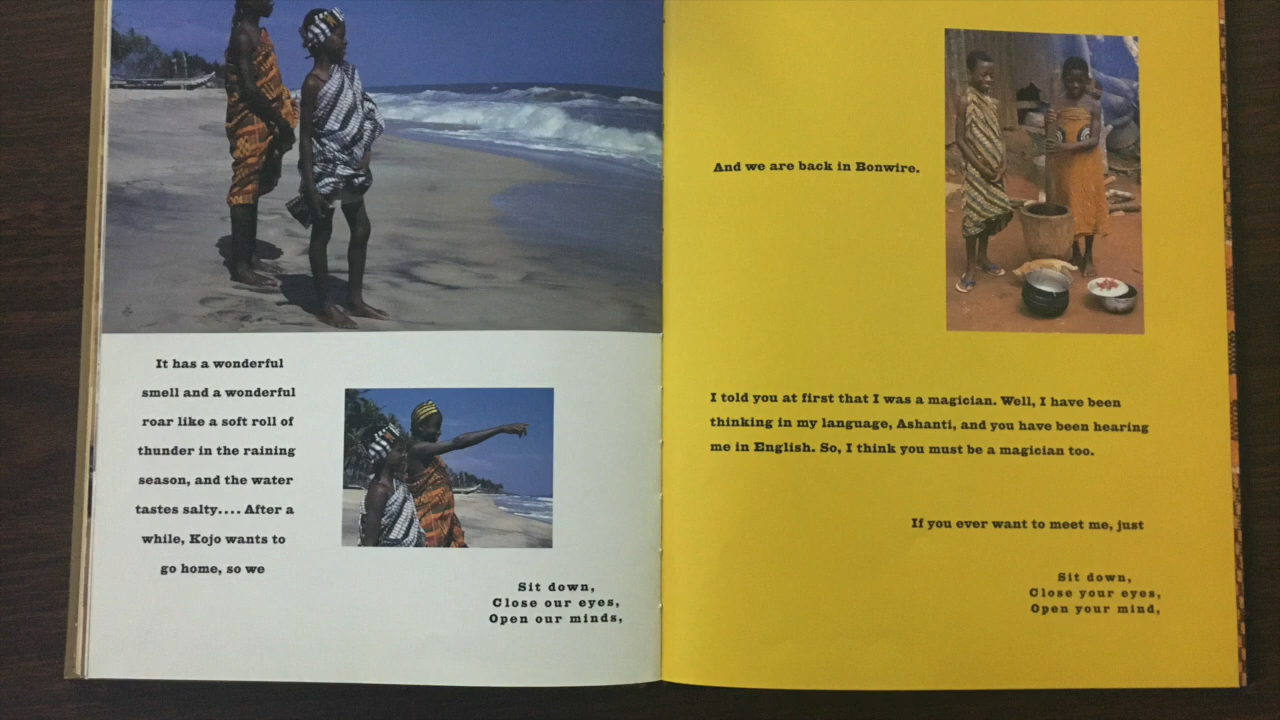 It has a wonderful
smell and a wonderful
roar like a soft roll of
thunder in the raining
season, and the water
tastes salty.... After a
while, Kojo wants to
go home, so we
Sit down,
Close our eyes,
Open our minds,
And we are back in Bonwire.
I told you at first that I was a magician. Well, I have been
thinking in my language, Ashanti, and you have been hearing
me in English. So, I think you must be a magician too.
If you ever want to meet me, just
Sit down,
Close your eyes,
Open your mind,